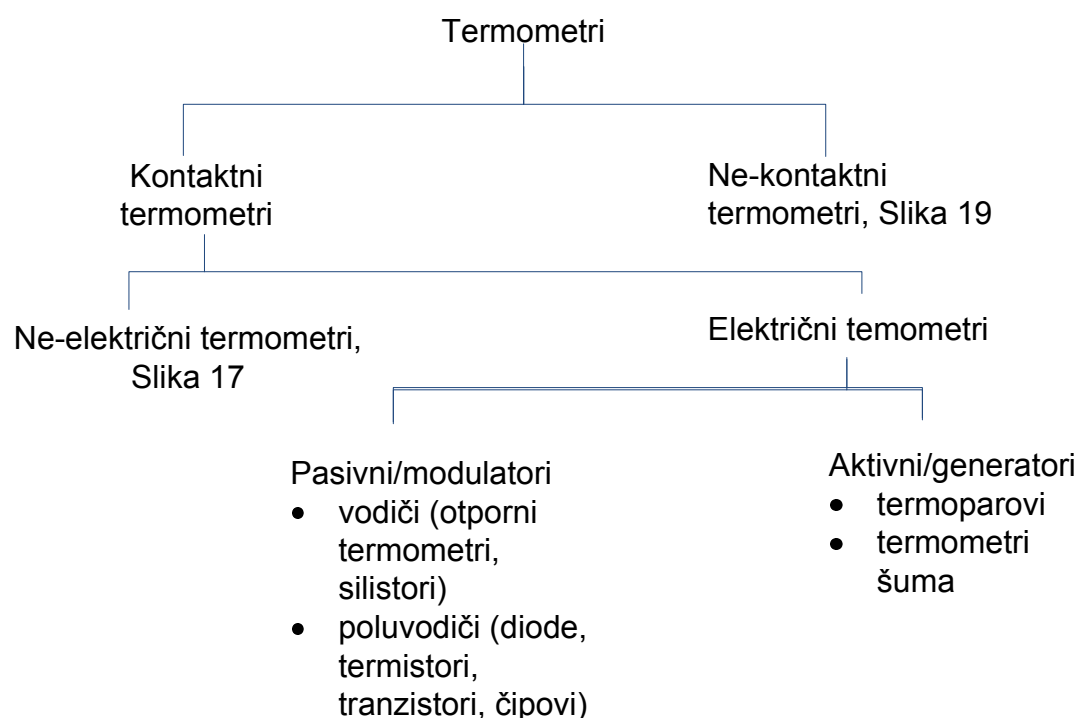 Termometri
Kontaktni
termometri
Ne-kontaktni
termometri, Slika 19
Ne-električni termometri,
Slika 17
Električni temometri
Pasivni/modulatori
• vodiči (otporni
termometri,
silistori)
• poluvodiči (diode,
termistori,
tranzistori, čipovi)
Aktivni/generatori
• termoparovi
• termometri
šuma